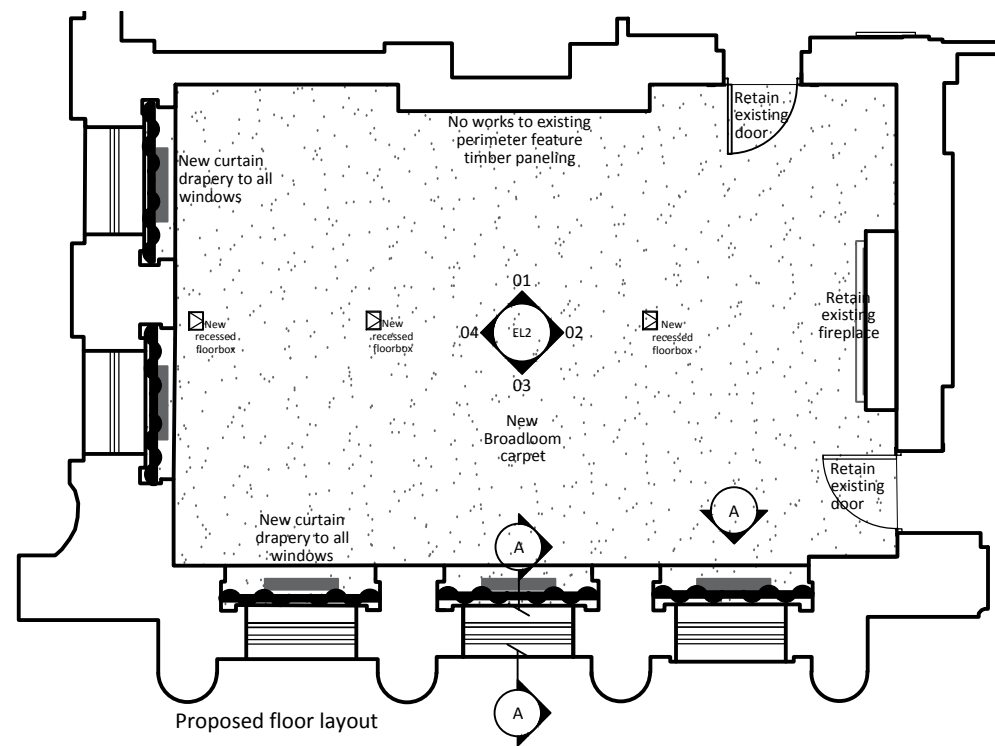 Retain
existing
door
No works to existing
perimeter feature
timber paneling
New curtain
drapery to all
windows
01
04 EL2 02
03
New
recessed
floorbox
New
recessed
floorbox
New
recessed
floorbox
Retain
existing
fireplace
New
Broadloom
carpet
Retain
existing
door
A
New curtain
drapery to all
windows
A
A
Proposed floor layout